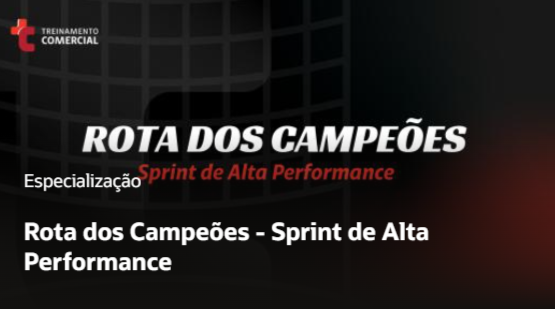 TREINAMENTO
COMERCIAL
ROTA DOS CAMPEÕES
Sprint de Alta Performance
Especialização
Rota dos Campeões - Sprint de Alta
Performance